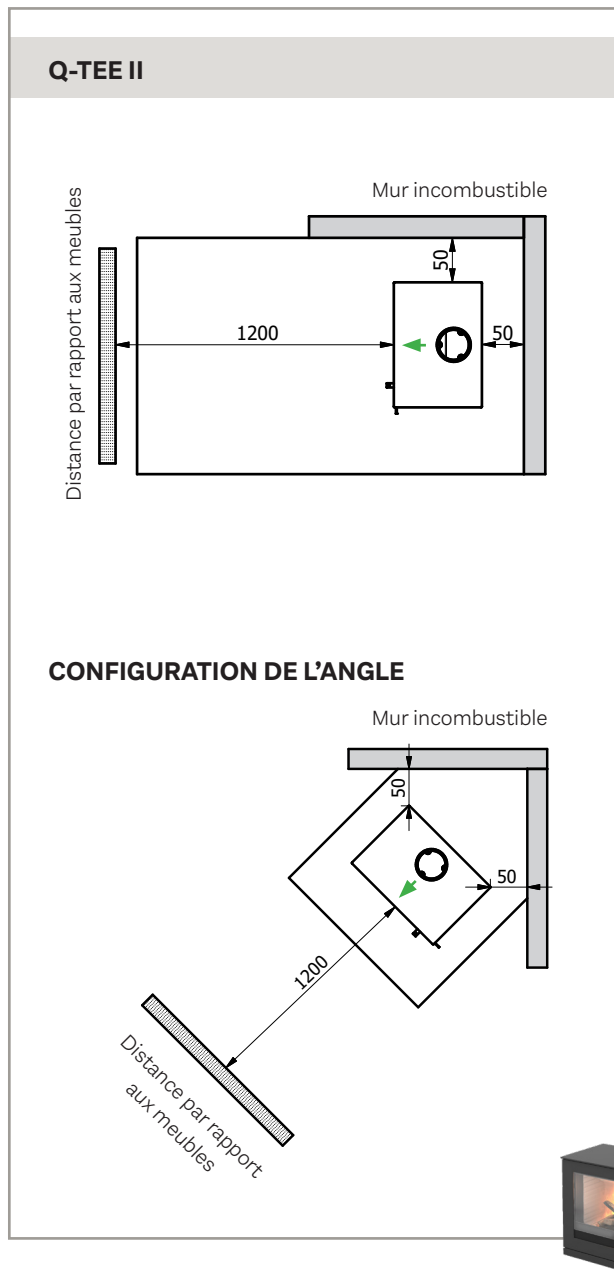 Q-TEE II
Mur incombustible
Distance par rapport aux meubles
50
1200
50
CONFIGURATION DE L’ANGLE
Mur incombustible
50
50
1200
Distance par rapport
aux meubles